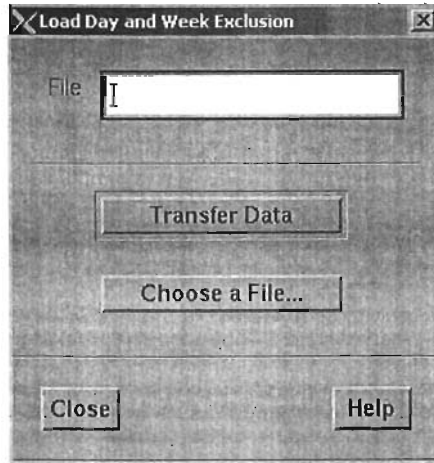 Load Day and Week Exclusion
File
Transfer Data
Choose a File...
Close
Help